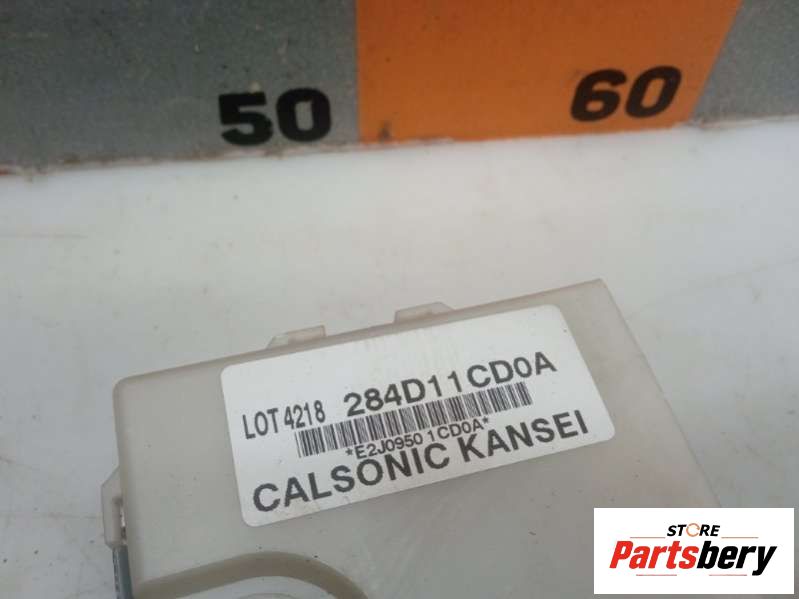 50
60
LOT 4218 284D11CD0A
*E2J0950 1CD0A*
CALSONIC KANSEI
STORE
Partsbery